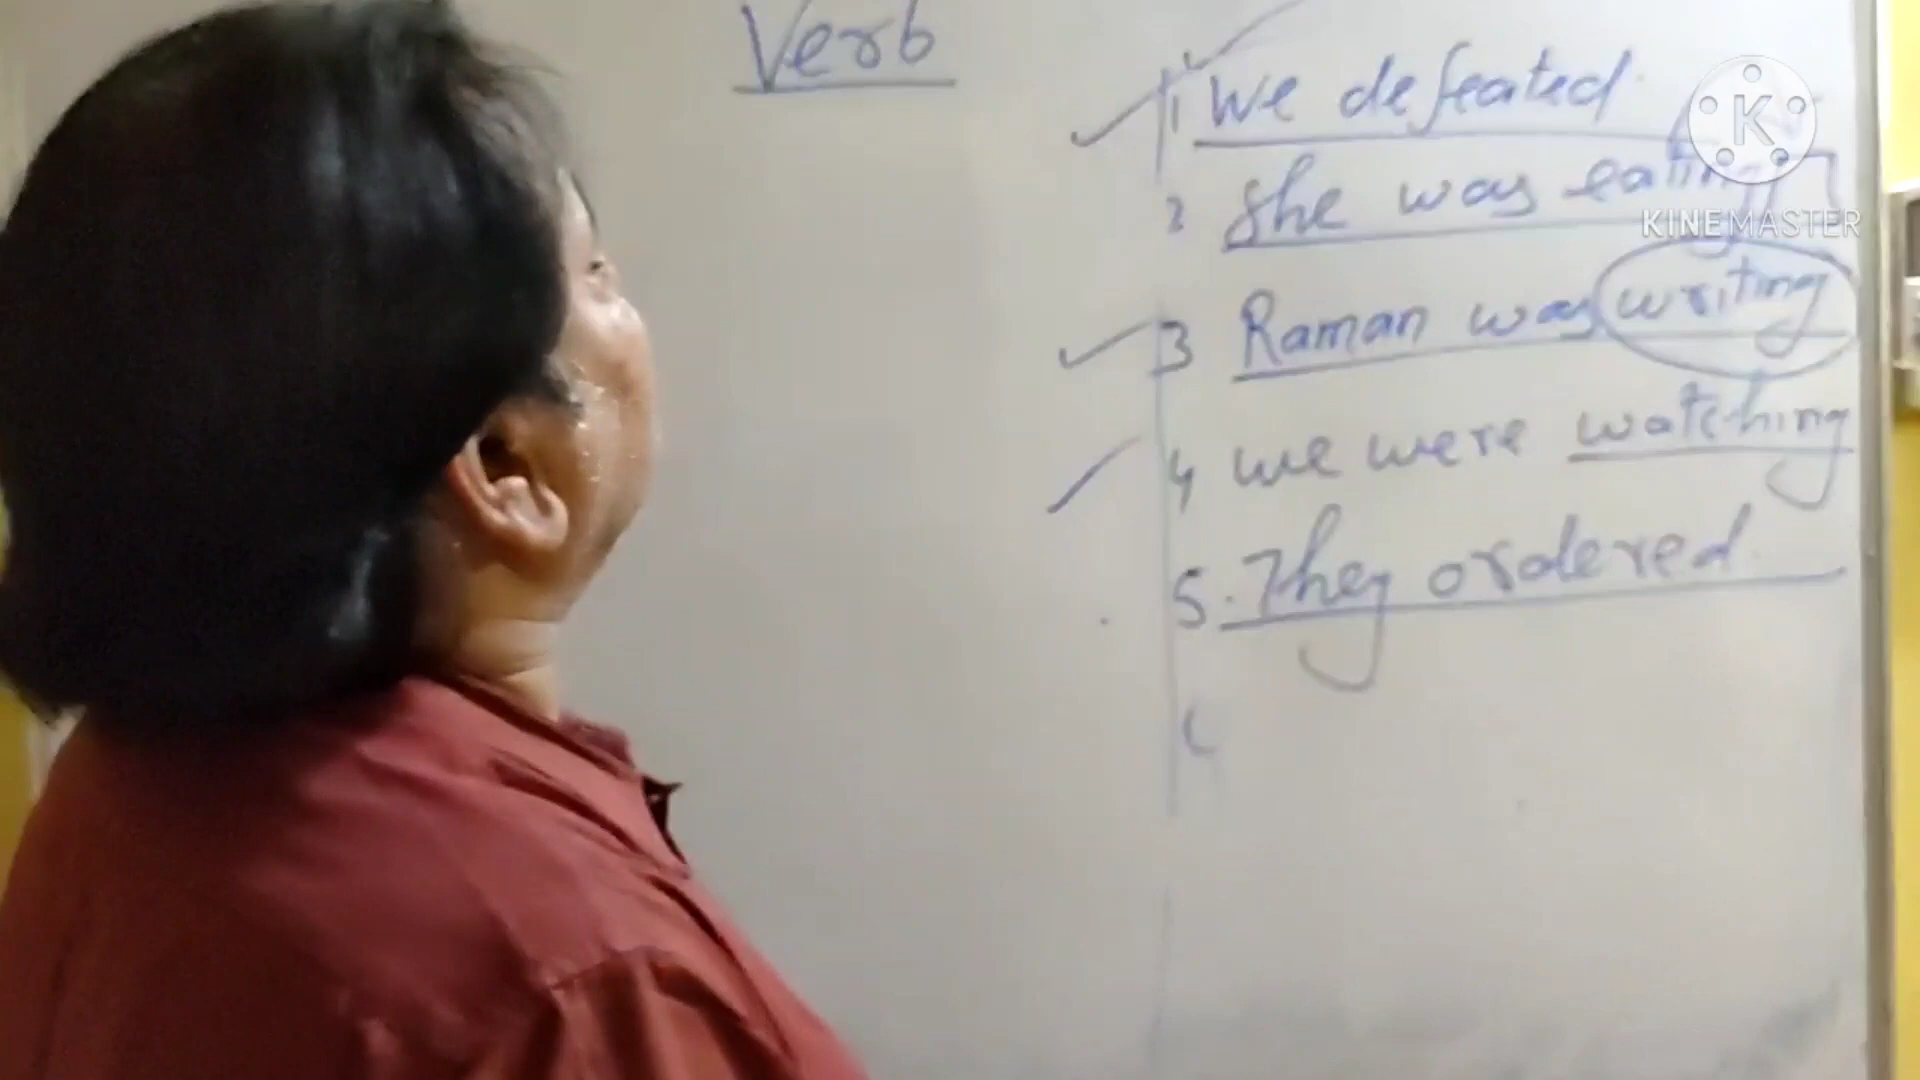 Verb
1 We defeated
2 She was eating
3 Raman was writing
4 we were watching
5. They ordered
K
KINEMASTER